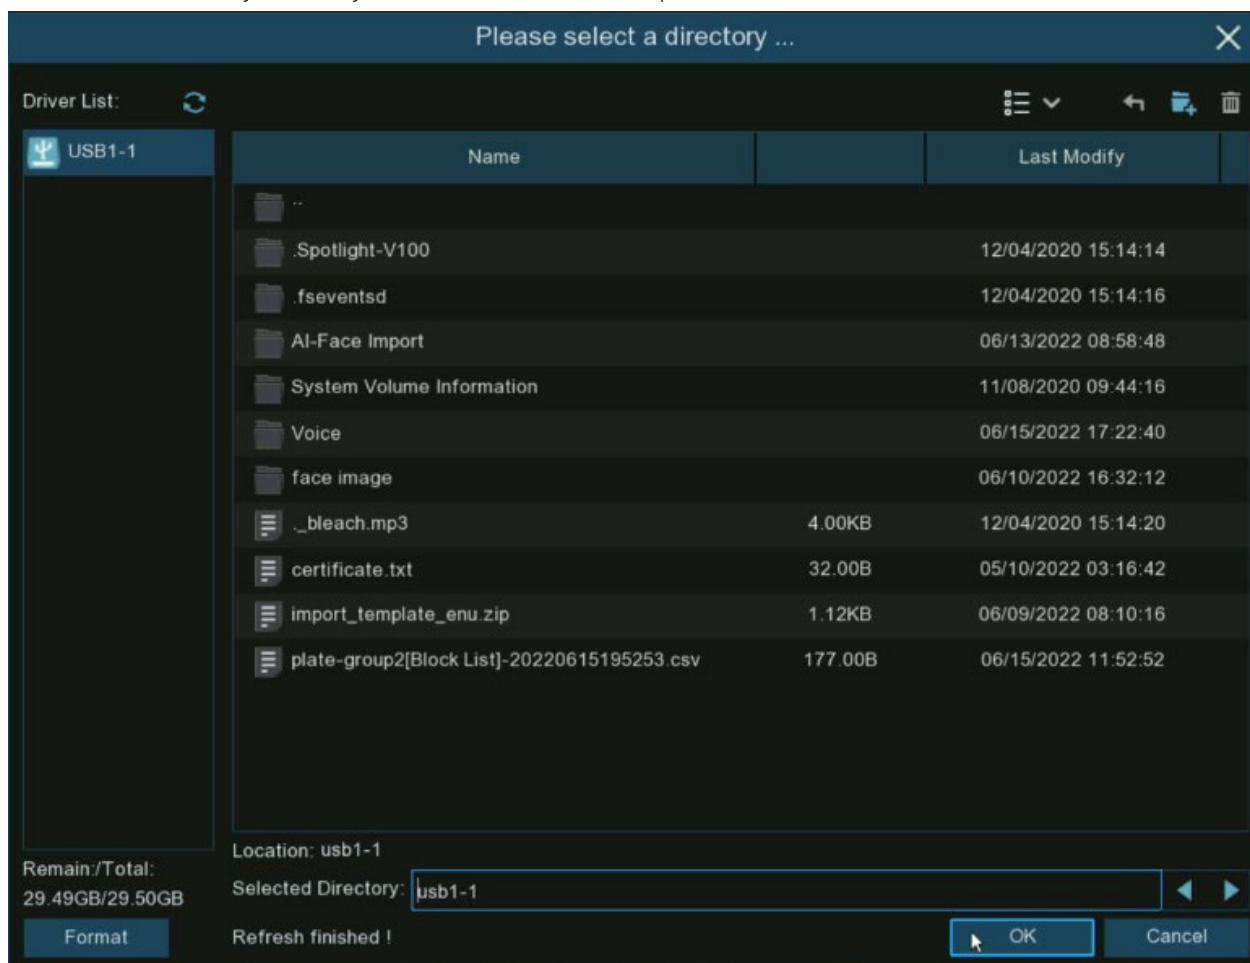 Please select a directory ...
Driver List:
USB1-1
Name Last Modify
..
.Spotlight-V100 12/04/2020 15:14:14
.fseventsd 12/04/2020 15:14:16
AI-Face Import 06/13/2022 08:58:48
System Volume Information 11/08/2020 09:44:16
Voice 06/15/2022 17:22:40
face image 06/10/2022 16:32:12
._bleach.mp3 4.00KB 12/04/2020 15:14:20
certificate.txt 32.00B 05/10/2022 03:16:42
import_template_enu.zip 1.12KB 06/09/2022 08:10:16
plate-group2[Block List]-20220615195253.csv 177.00B 06/15/2022 11:52:52
Location: usb1-1
Remain:/Total:
29.49GB/29.50GB
Selected Directory: usb1-1
Format
Refresh finished !
OK
Cancel